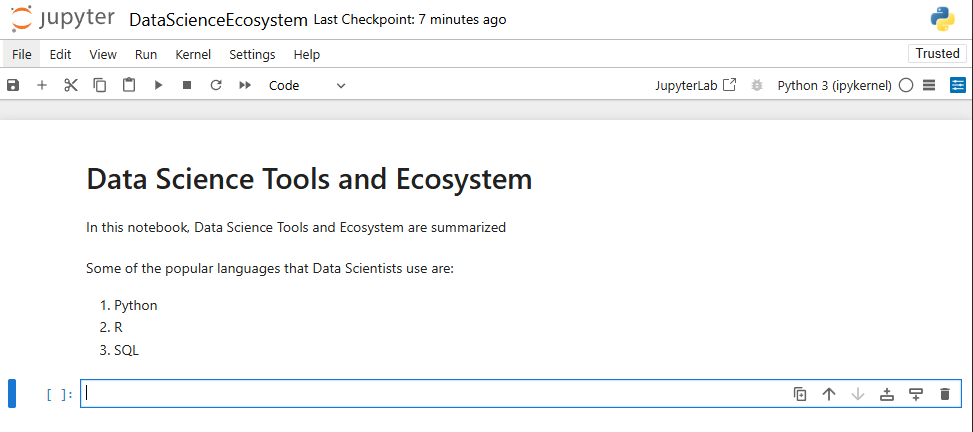 jupyter DataScienceEcosystem Last Checkpoint: 7 minutes ago
File Edit View Run Kernel Settings Help Trusted
Code JupyterLab Python 3 (ipykernel)
Data Science Tools and Ecosystem
In this notebook, Data Science Tools and Ecosystem are summarized
Some of the popular languages that Data Scientists use are:
1. Python
2. R
3. SQL
[ ]: